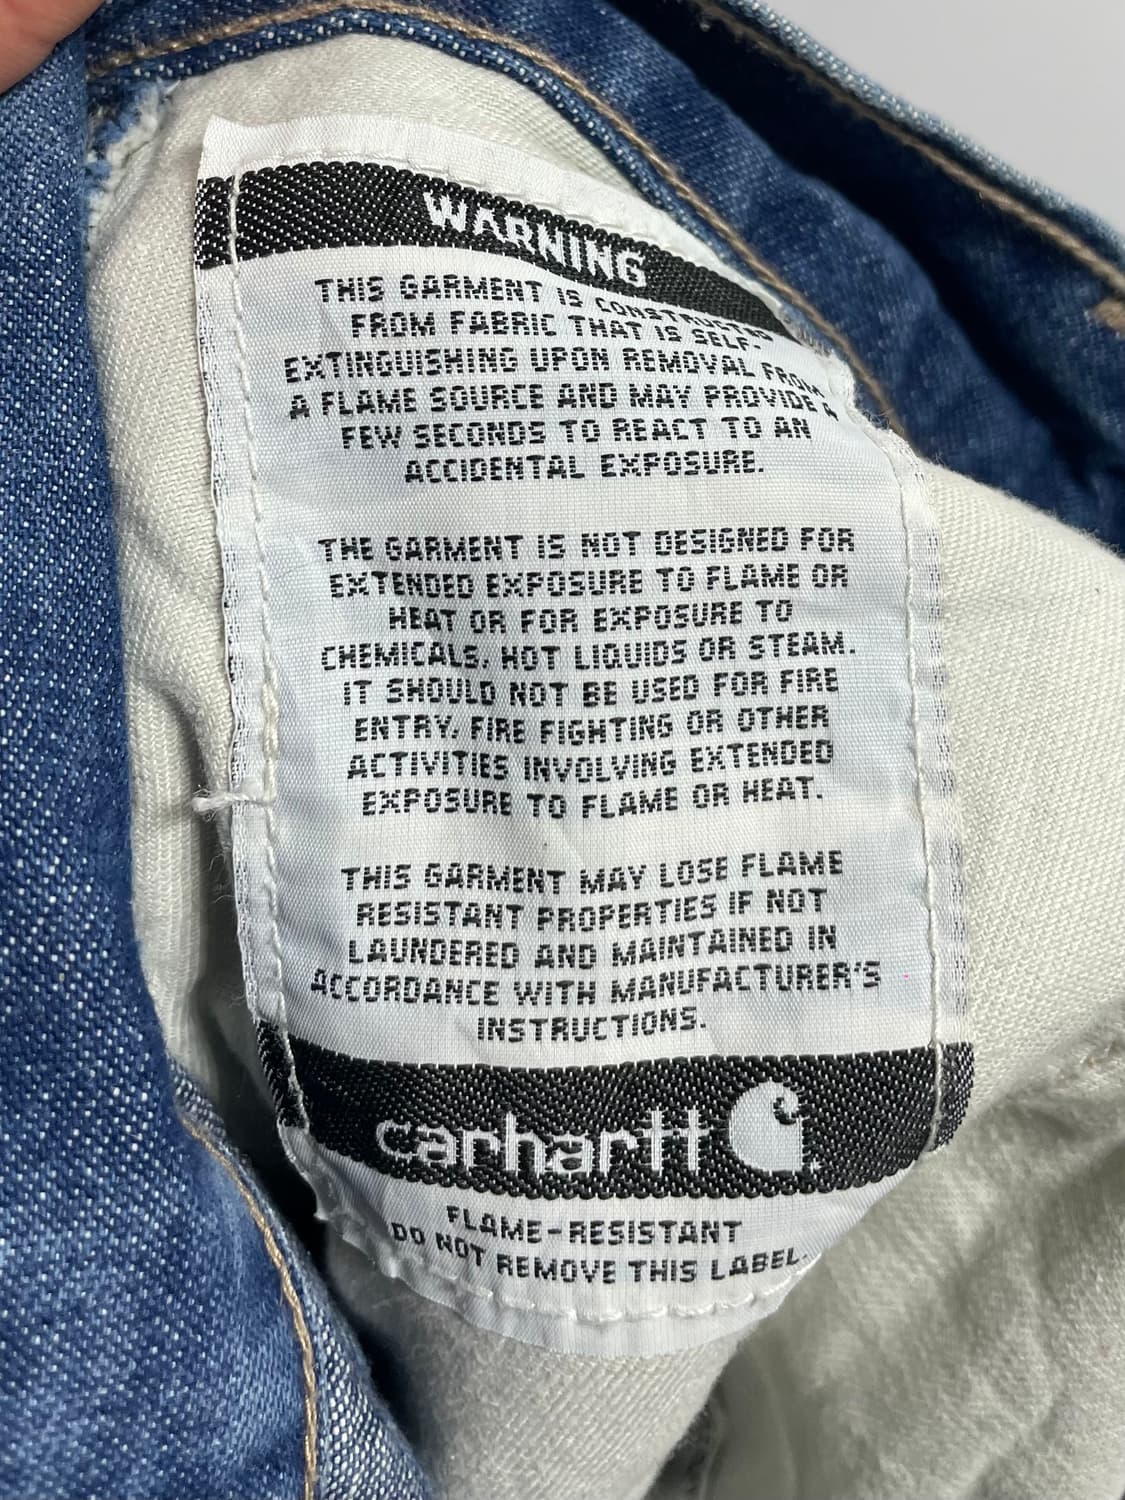 WARNING
THIS GARMENT IS CONSTRUCTED
FROM FABRIC THAT IS SELF-
EXTINGUISHING UPON REMOVAL FROM
A FLAME SOURCE AND MAY PROVIDE A
FEW SECONDS TO REACT TO AN
ACCIDENTAL EXPOSURE.
THE GARMENT IS NOT DESIGNED FOR
EXTENDED EXPOSURE TO FLAME OR
HEAT OR FOR EXPOSURE TO
CHEMICALS, HOT LIQUIDS OR STEAM.
IT SHOULD NOT BE USED FOR FIRE
ENTRY, FIRE FIGHTING OR OTHER
ACTIVITIES INVOLVING EXTENDED
EXPOSURE TO FLAME OR HEAT.
THIS GARMENT MAY LOSE FLAME
RESISTANT PROPERTIES IF NOT
LAUNDERED AND MAINTAINED IN
ACCORDANCE WITH MANUFACTURER'S
INSTRUCTIONS.
carhartt
FLAME-RESISTANT
DO NOT REMOVE THIS LABEL.